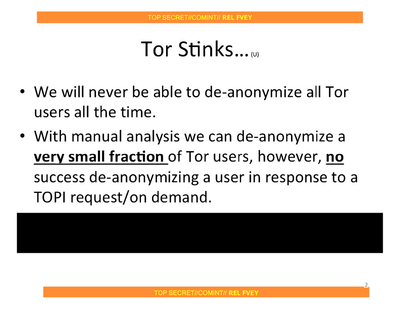 TOP SECRET//COMINT// REL FVEY
Tor Stinks... (U)
• We will never be able to de-anonymize all Tor
users all the time.
• With manual analysis we can de-anonymize a
very small fraction of Tor users, however, no
success de-anonymizing a user in response to a
TOPI request/on demand.
2
TOP SECRET//COMINT// REL FVEY